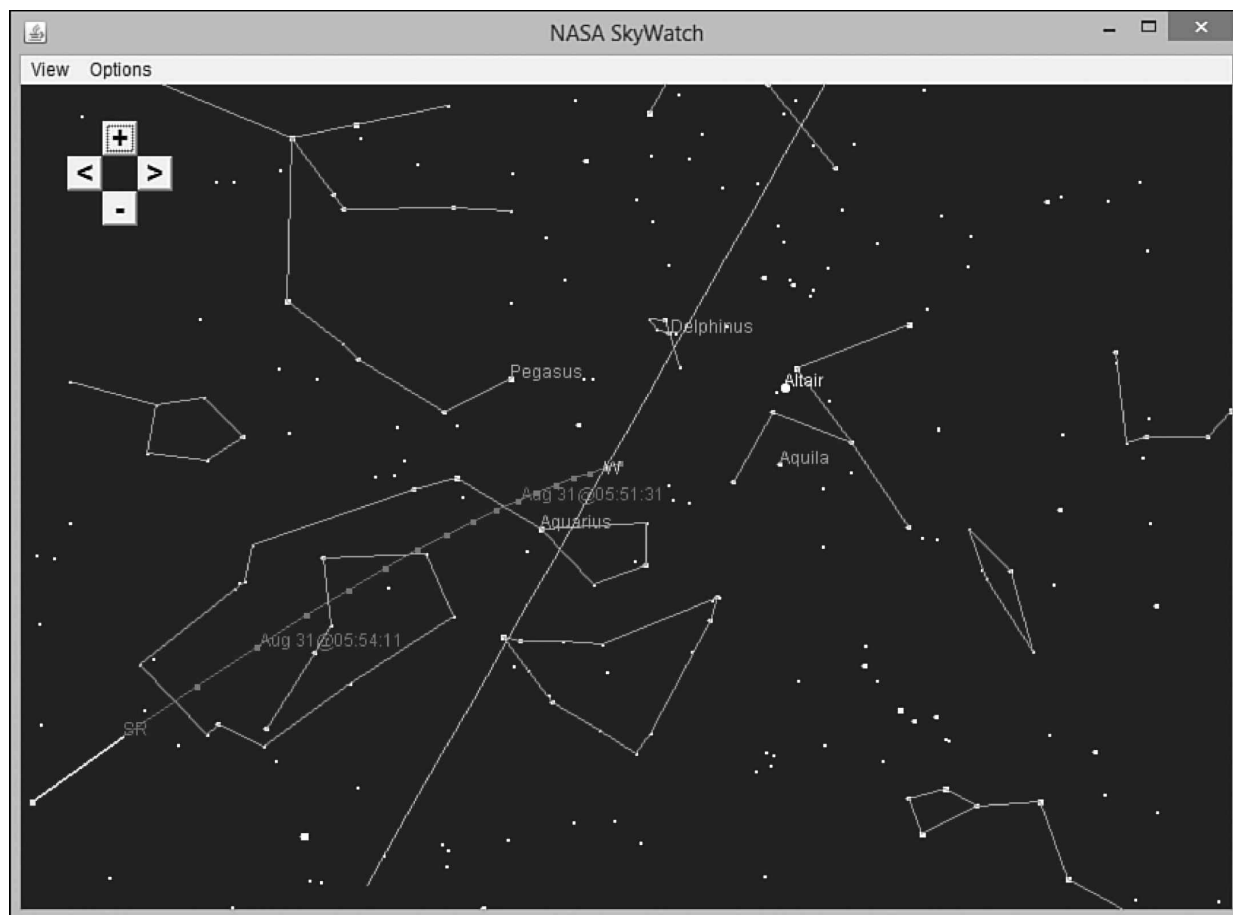 NASA SkyWatch
View Options
+
< >
-
Delphinus
Pegasus
Altair
Aquila
W
Aug 31@05:51:31
Aquarius
Aug 31@05:54:11
SR